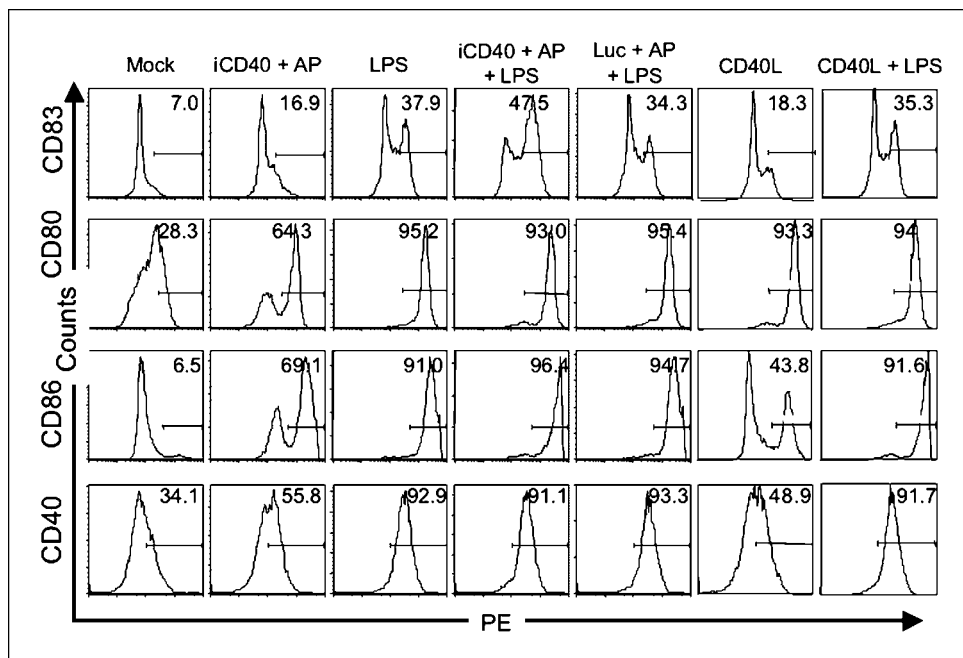 Mock iCD40 + AP LPS iCD40 + AP + LPS Luc + AP + LPS CD40L CD40L + LPS
CD83 7.0 16.9 37.9 47.5 34.3 18.3 35.3
CD80 28.3 64.3 95.2 93.0 95.4 93.3 94
Counts
CD86 6.5 69.1 91.0 96.4 94.7 43.8 91.6
CD40 34.1 55.8 92.9 91.1 93.3 48.9 91.7
PE